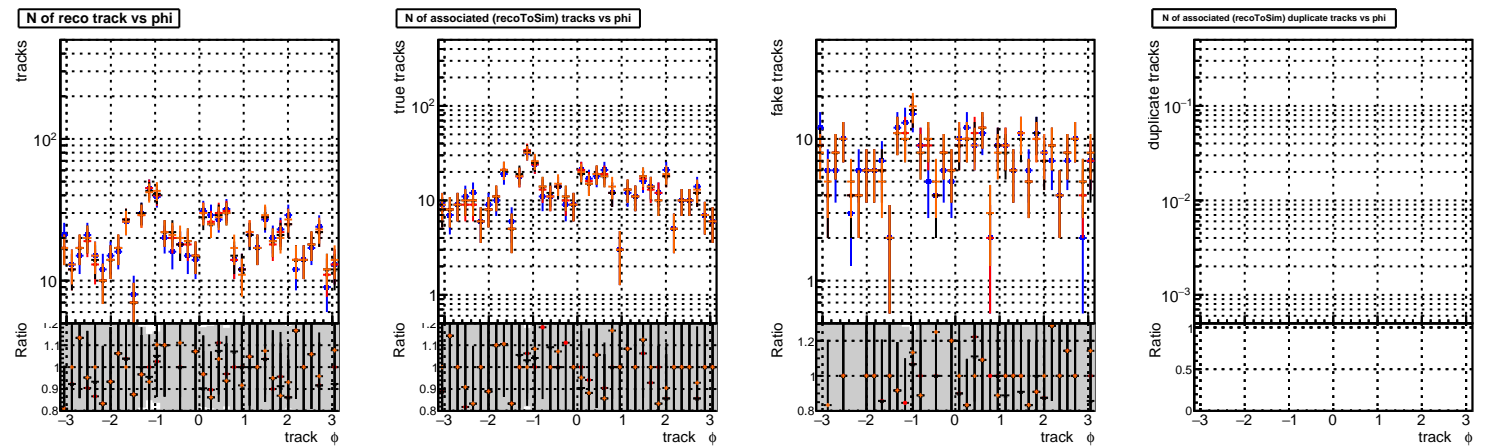 N of reco track vs phi
tracks
10²
10
Ratio
1.2
1.1
1
0.9
0.8
−3 −2 −1 0 1 2 3
track ϕ
N of associated (recoToSim) tracks vs phi
true tracks
10²
10
1
Ratio
1.2
1.1
1
0.9
0.8
−3 −2 −1 0 1 2 3
track ϕ
fake tracks
10
1
Ratio
1.2
1
0.8
−3 −2 −1 0 1 2 3
track ϕ
N of associated (recoToSim) duplicate tracks vs phi
duplicate tracks
10⁻¹
10⁻²
10⁻³
Ratio
1
0.5
0
−3 −2 −1 0 1 2 3
track ϕ